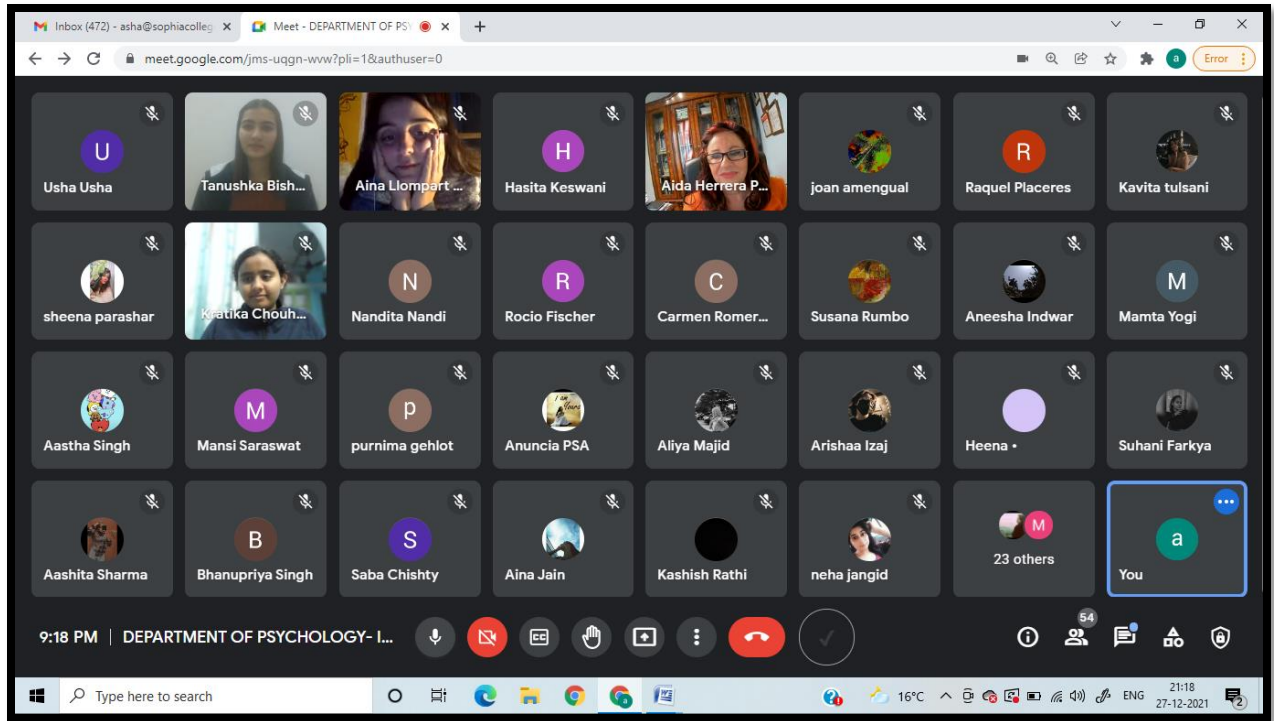 Inbox (472) - asha@sophiacolleg
Meet - DEPARTMENT OF PSY
meet.google.com/jms-uqgn-wvw?pli=1&authuser=0
a
Error
U
H
R
Usha Usha
Tanushka Bish...
Aina Llompart ...
Hasita Keswani
Aida Herrera P...
joan amengual
Raquel Placeres
Kavita tulsani
N
R
C
M
sheena parashar
Kratika Chouh...
Nandita Nandi
Rocio Fischer
Carmen Romer...
Susana Rumbo
Aneesha Indwar
Mamta Yogi
M
p
I am
Yours
Aastha Singh
Mansi Saraswat
purnima gehlot
Anuncia PSA
Aliya Majid
Arishaa Izaj
Heena •
Suhani Farkya
B
S
M
a
Aashita Sharma
Bhanupriya Singh
Saba Chishty
Aina Jain
Kashish Rathi
neha jangid
23 others
You
9:18 PM | DEPARTMENT OF PSYCHOLOGY- I...
CC
54
Type here to search
16°C
ENG
21:18
27-12-2021
2